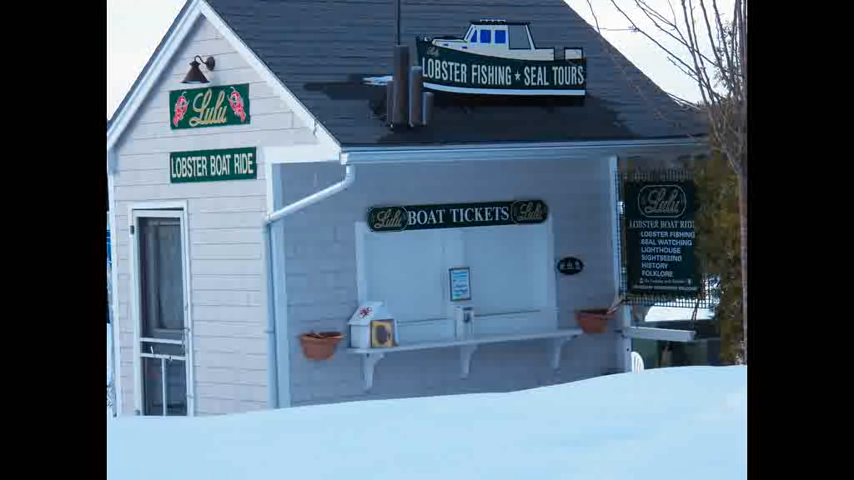 LOBSTER FISHING ★ SEAL TOURS
Lulu
LOBSTER BOAT RIDE
Lulu BOAT TICKETS Lulu
Lulu
LOBSTER BOAT RIDE
LOBSTER FISHING
SEAL WATCHING
LIGHTHOUSE
SIGHTSEEING
HISTORY
FOLKLORE